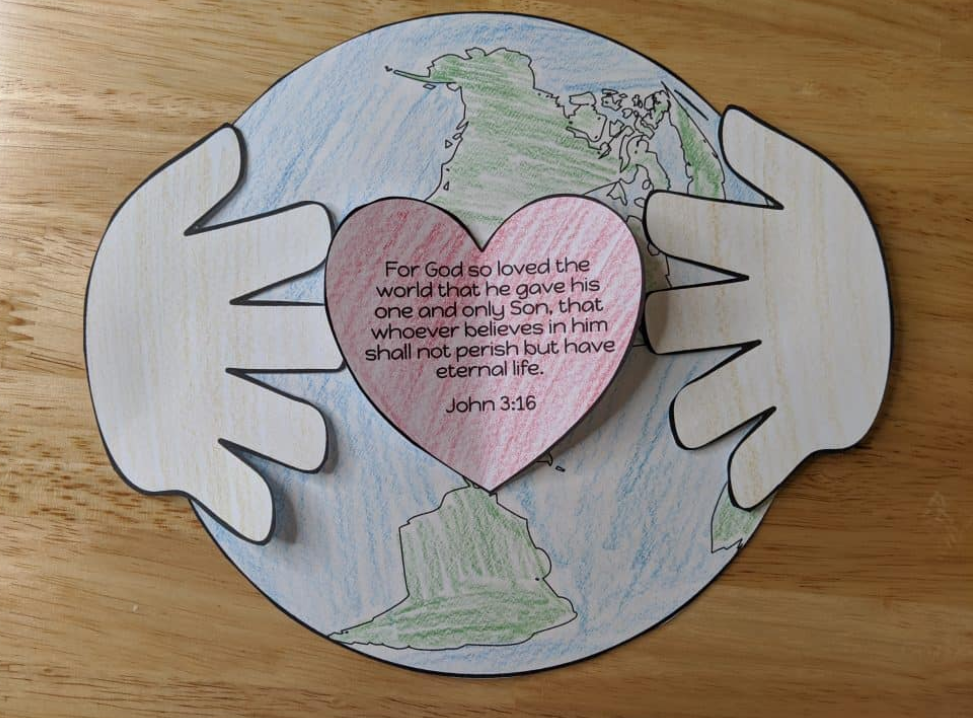 For God so loved the
world that he gave his
one and only Son, that
whoever believes in him
shall not perish but have
eternal life.
John 3:16